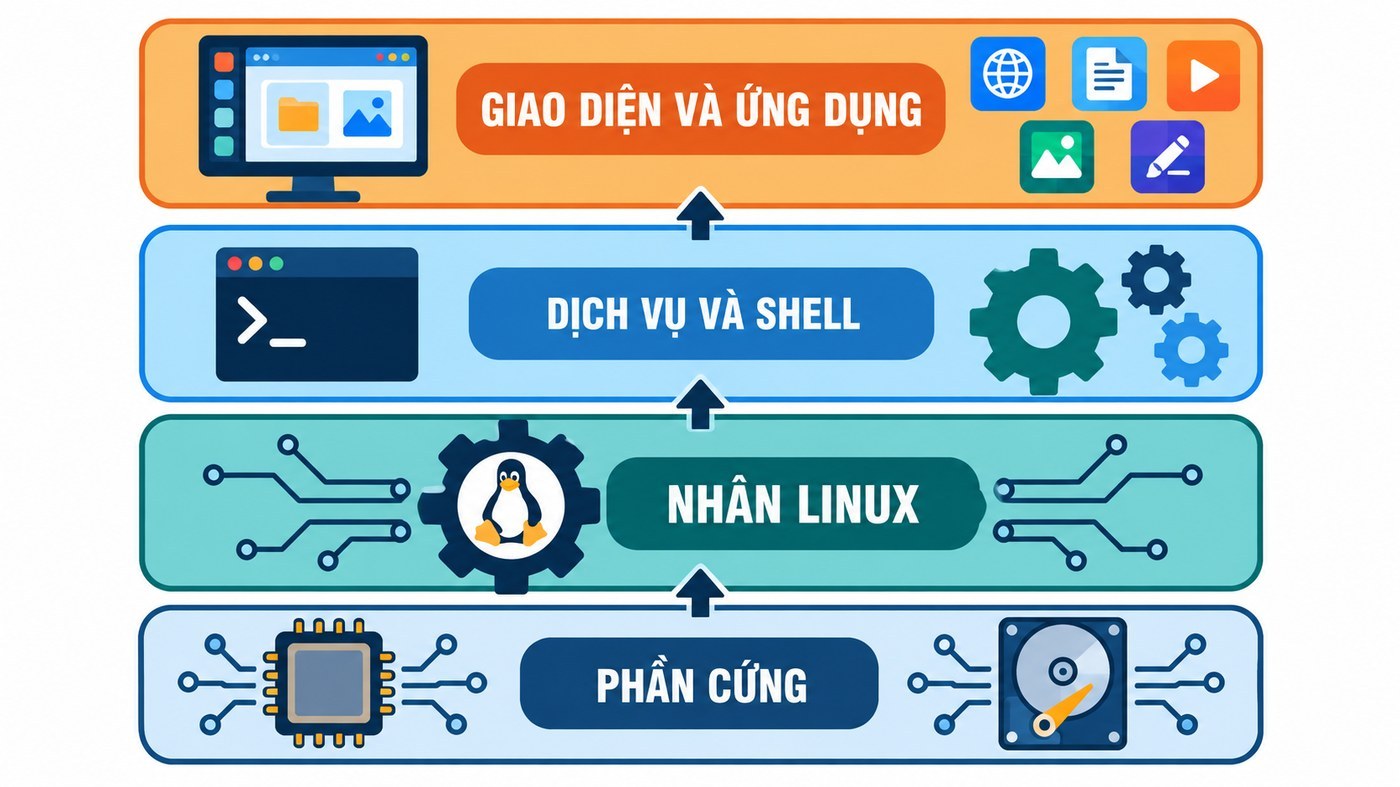 GIAO DIỆN VÀ ỨNG DỤNG
DỊCH VỤ VÀ SHELL
NHÂN LINUX
PHẦN CỨNG